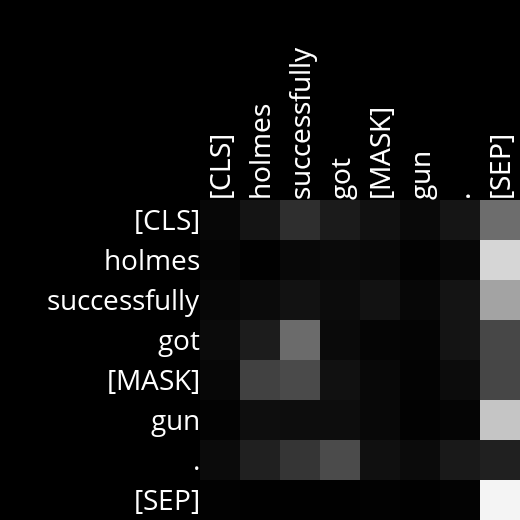 [CLS] holmes successfully got [MASK] gun . [SEP]
[CLS]
holmes
successfully
got
[MASK]
gun
.
[SEP]